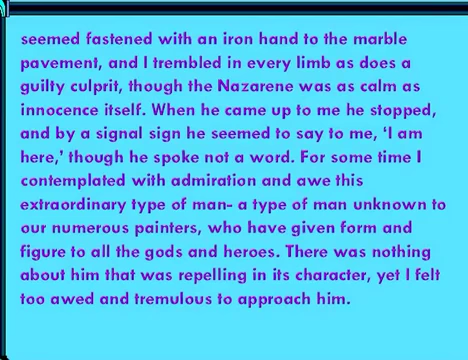 seemed fastened with an iron hand to the marble
pavement, and I trembled in every limb as does a
guilty culprit, though the Nazarene was as calm as
innocence itself. When he came up to me he stopped,
and by a signal sign he seemed to say to me, ‘I am
here,’ though he spoke not a word. For some time I
contemplated with admiration and awe this
extraordinary type of man- a type of man unknown to
our numerous painters, who have given form and
figure to all the gods and heroes. There was nothing
about him that was repelling in its character, yet I felt
too awed and tremulous to approach him.